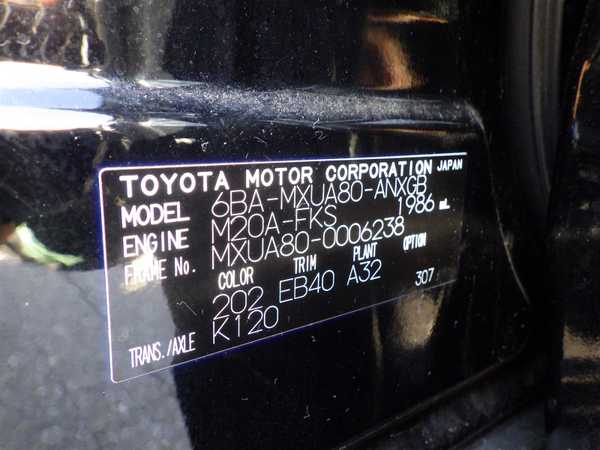 TOYOTA MOTOR CORPORATION JAPAN
MODEL 6BA-MXUA80-ANXGB
ENGINE M20A-FKS 1986 mL
FRAME No. MXUA80-0006238
COLOR TRIM PLANT OPTION
202 EB40 A32 307
TRANS./AXLE K120